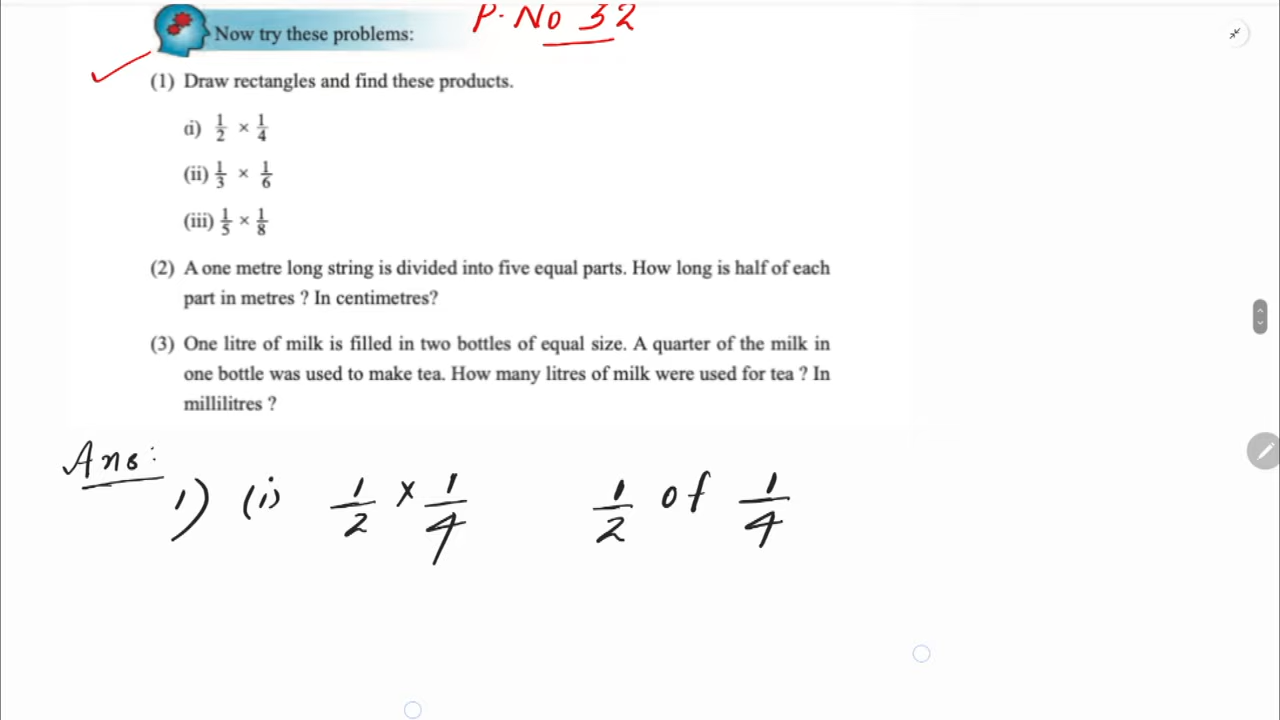 P. No 32
Now try these problems:
(1) Draw rectangles and find these products.
(i) 1/2 × 1/4
(ii) 1/3 × 1/6
(iii) 1/5 × 1/8
(2) A one metre long string is divided into five equal parts. How long is half of each
part in metres ? In centimetres?
(3) One litre of milk is filled in two bottles of equal size. A quarter of the milk in
one bottle was used to make tea. How many litres of milk were used for tea ? In
millilitres ?
Ans:
1) (i) 1/2 × 1/4 1/2 of 1/4